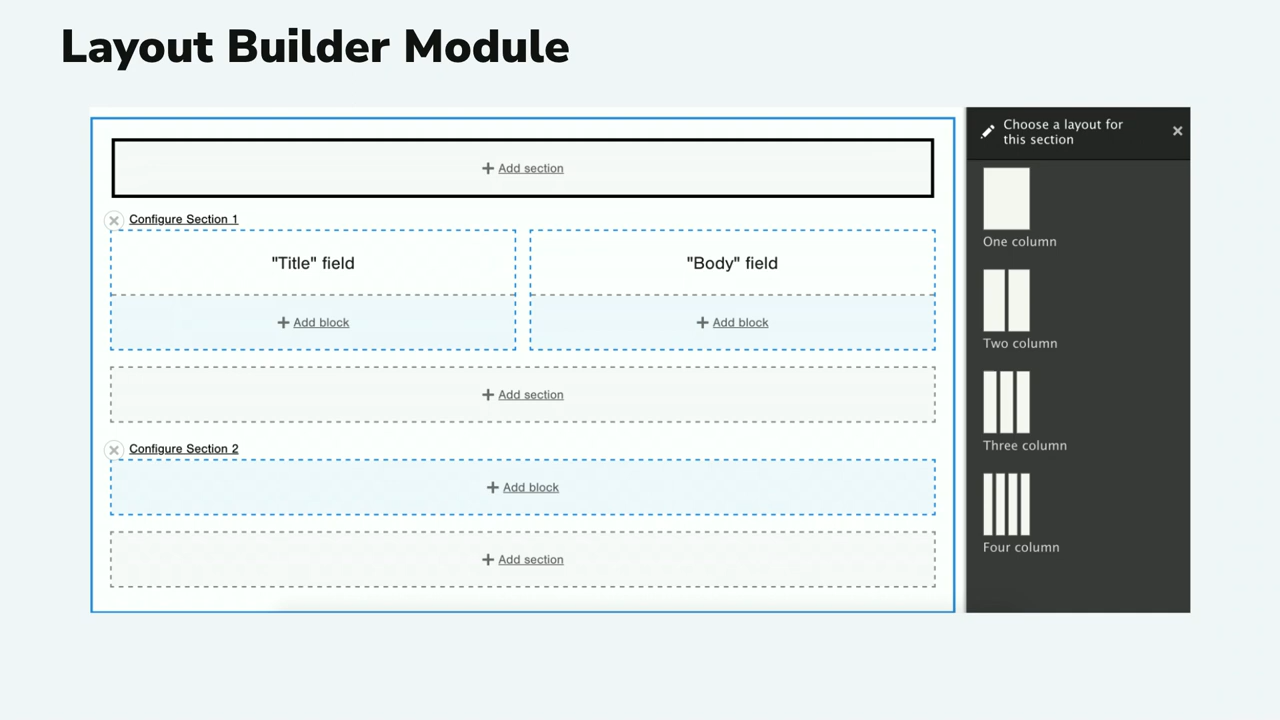 Layout Builder Module
Add section
Configure Section 1
"Title" field
"Body" field
Add block
Add block
Add section
Configure Section 2
Add block
Add section
Choose a layout for
this section
One column
Two column
Three column
Four column